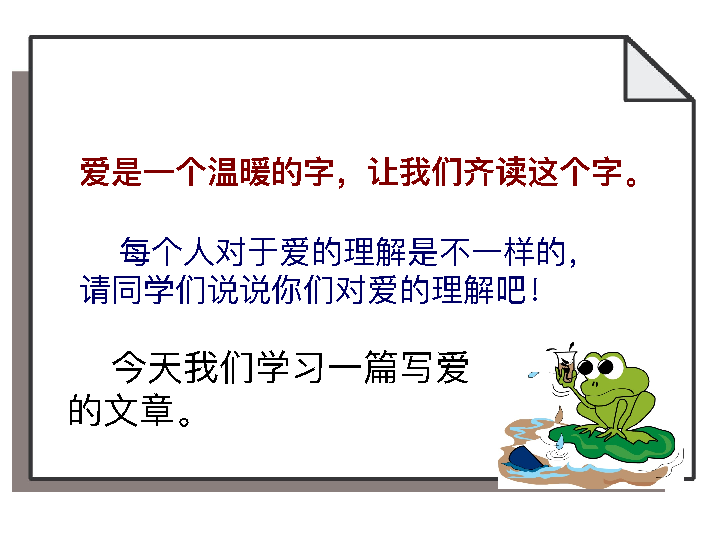 爱是一个温暖的字，让我们齐读这个字。
每个人对于爱的理解是不一样的，
请同学们说说你们对爱的理解吧！
今天我们学习一篇写爱
的文章。